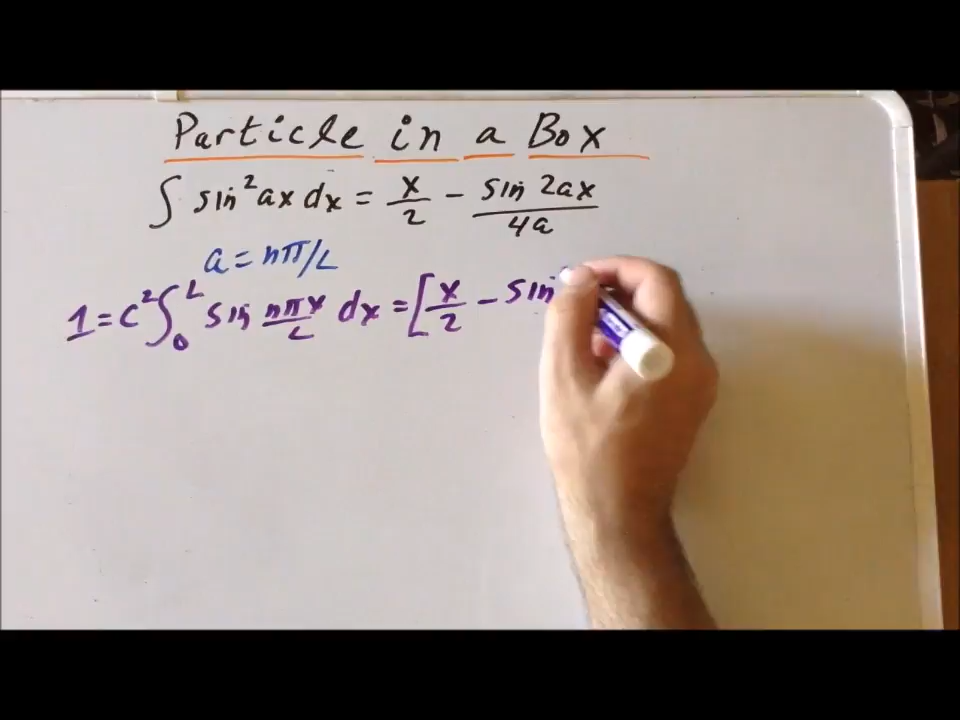 Particle in a Box
∫ sin²ax dx = x/2 - sin 2ax/4a
a = nπ/L
1 = c² ∫₀ᴸ sin nπx/L dx = [x/2 - sin